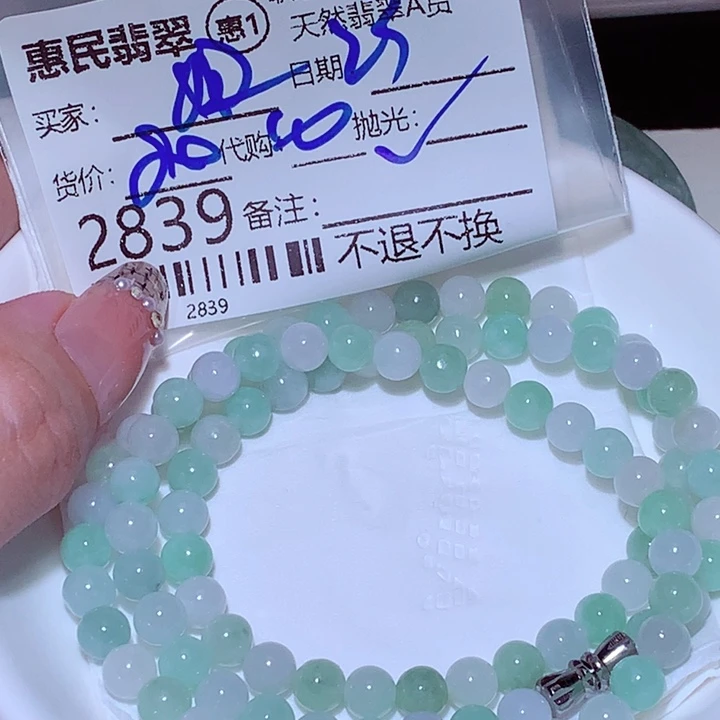 惠民翡翠 惠1 天然翡翠A货
买家： 日期 25
货价： 代购 抛光：✓
2839 备注：
不退不换
2839